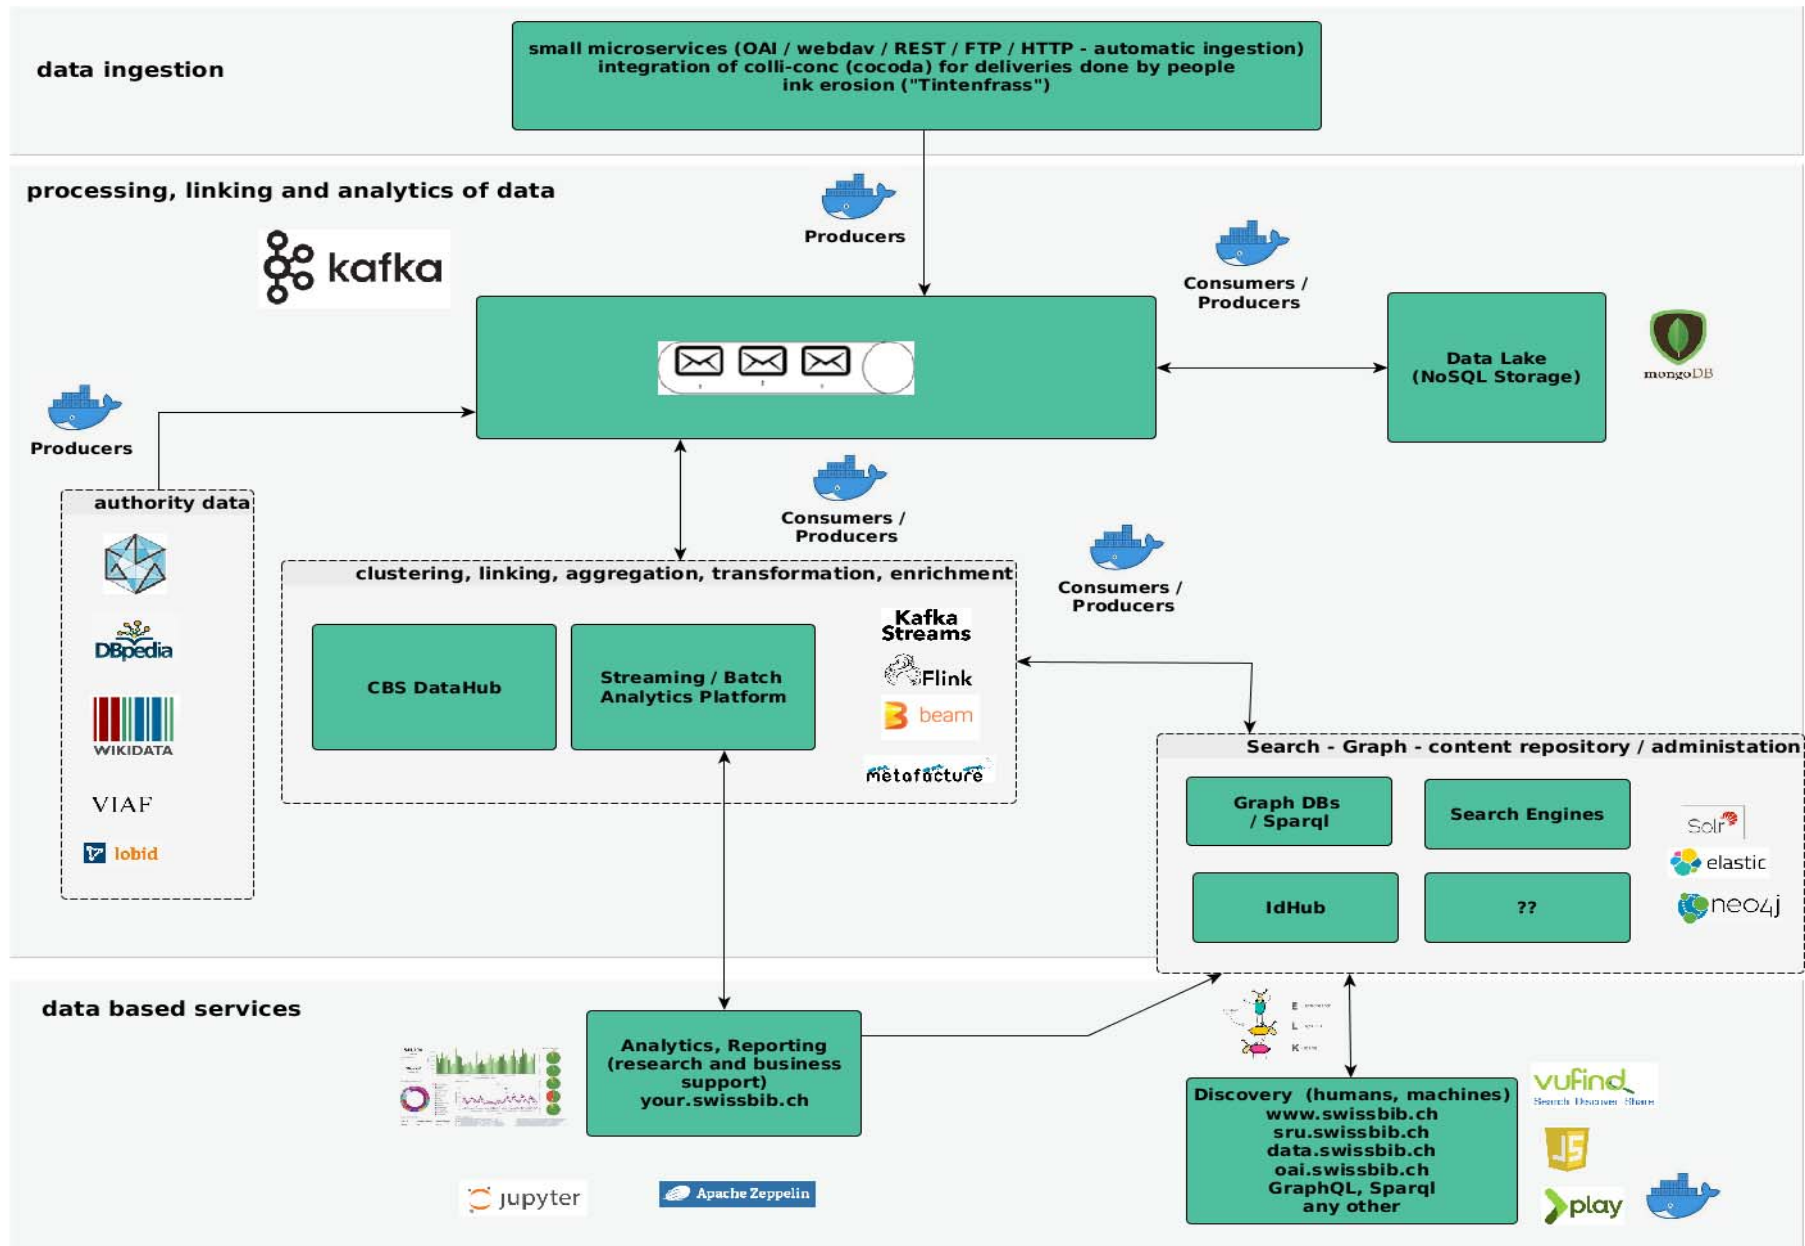 data ingestion
small microservices (OAI / webdav / REST / FTP / HTTP - automatic ingestion)
integration of colli-conc (cocoda) for deliveries done by people
ink erosion ("Tintenfrass")
processing, linking and analytics of data
kafka
Producers
Consumers /
Producers
Data Lake
(NoSQL Storage)
mongoDB
Producers
authority data
DBpedia
WIKIDATA
VIAF
lobid
Consumers /
Producers
clustering, linking, aggregation, transformation, enrichment
CBS DataHub
Streaming / Batch
Analytics Platform
Kafka
Streams
Flink
beam
metafacture
Consumers /
Producers
Search - Graph - content repository / administation
Graph DBs
/ Sparql
Search Engines
IdHub
??
Solr
elastic
neo4j
data based services
Analytics, Reporting
(research and business
support)
your.swissbib.ch
jupyter
Apache Zeppelin
E
L
K
Discovery (humans, machines)
www.swissbib.ch
sru.swissbib.ch
data.swissbib.ch
oai.swissbib.ch
GraphQL, Sparql
any other
vufind
Search Discover Share
JS
play